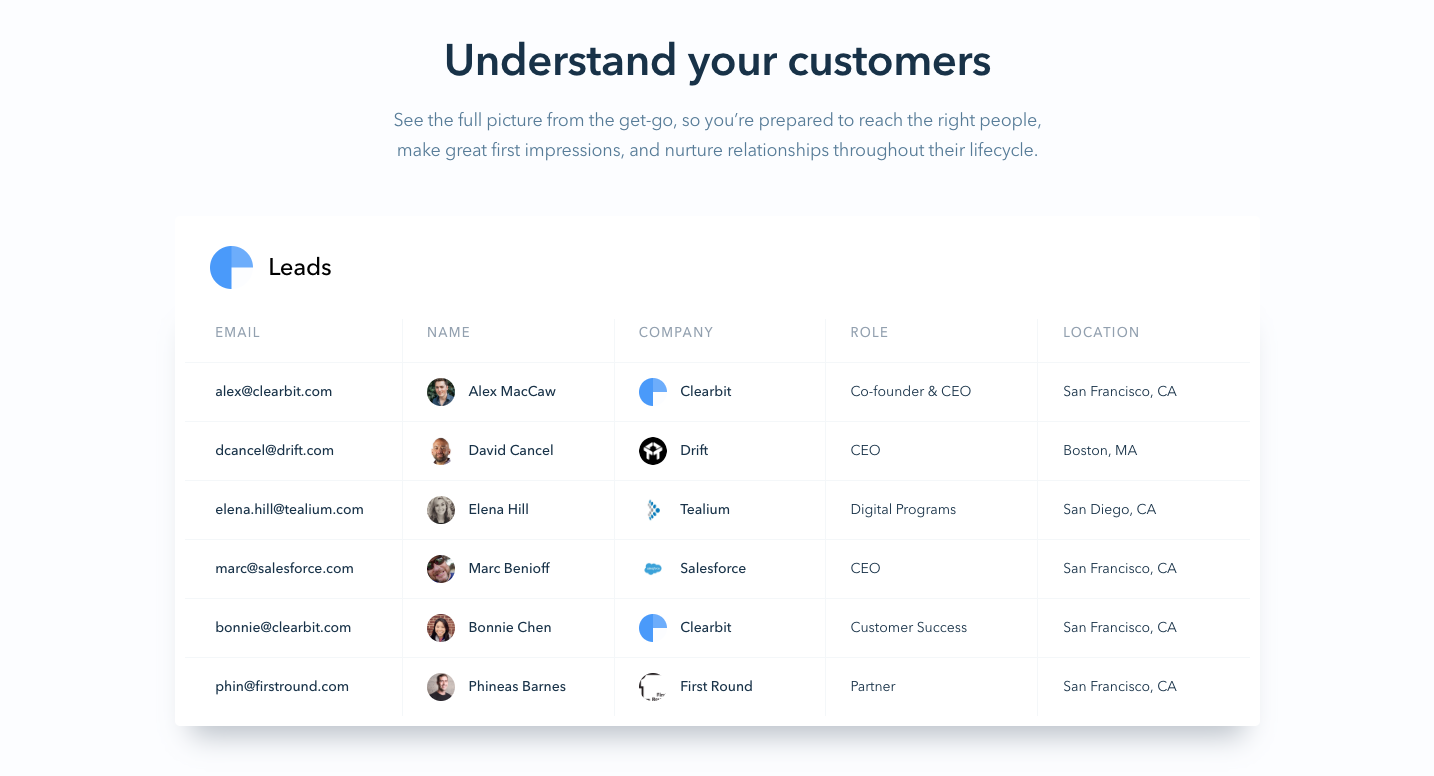 Understand your customers
See the full picture from the get-go, so you’re prepared to reach the right people,
make great first impressions, and nurture relationships throughout their lifecycle.
Leads
EMAIL NAME COMPANY ROLE LOCATION
alex@clearbit.com Alex MacCaw Clearbit Co-founder & CEO San Francisco, CA
dcancel@drift.com David Cancel Drift CEO Boston, MA
elena.hill@tealium.com Elena Hill Tealium Digital Programs San Diego, CA
marc@salesforce.com Marc Benioff Salesforce CEO San Francisco, CA
bonnie@clearbit.com Bonnie Chen Clearbit Customer Success San Francisco, CA
phin@firstround.com Phineas Barnes First Round Partner San Francisco, CA